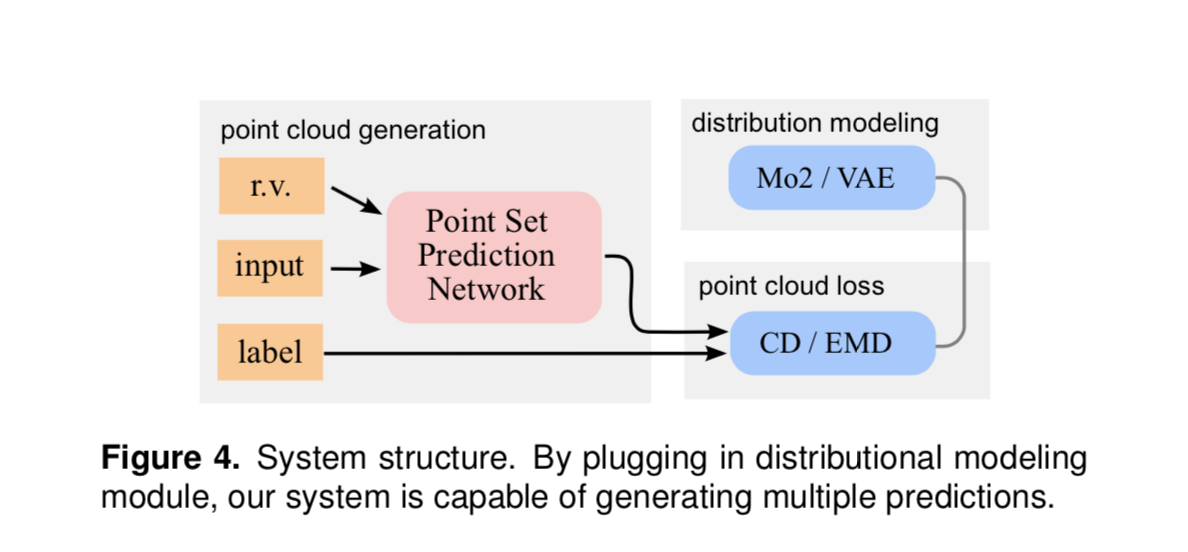 point cloud generation
r.v.
input
label
Point Set
Prediction
Network
distribution modeling
Mo2 / VAE
point cloud loss
CD / EMD
Figure 4. System structure. By plugging in distributional modeling
module, our system is capable of generating multiple predictions.